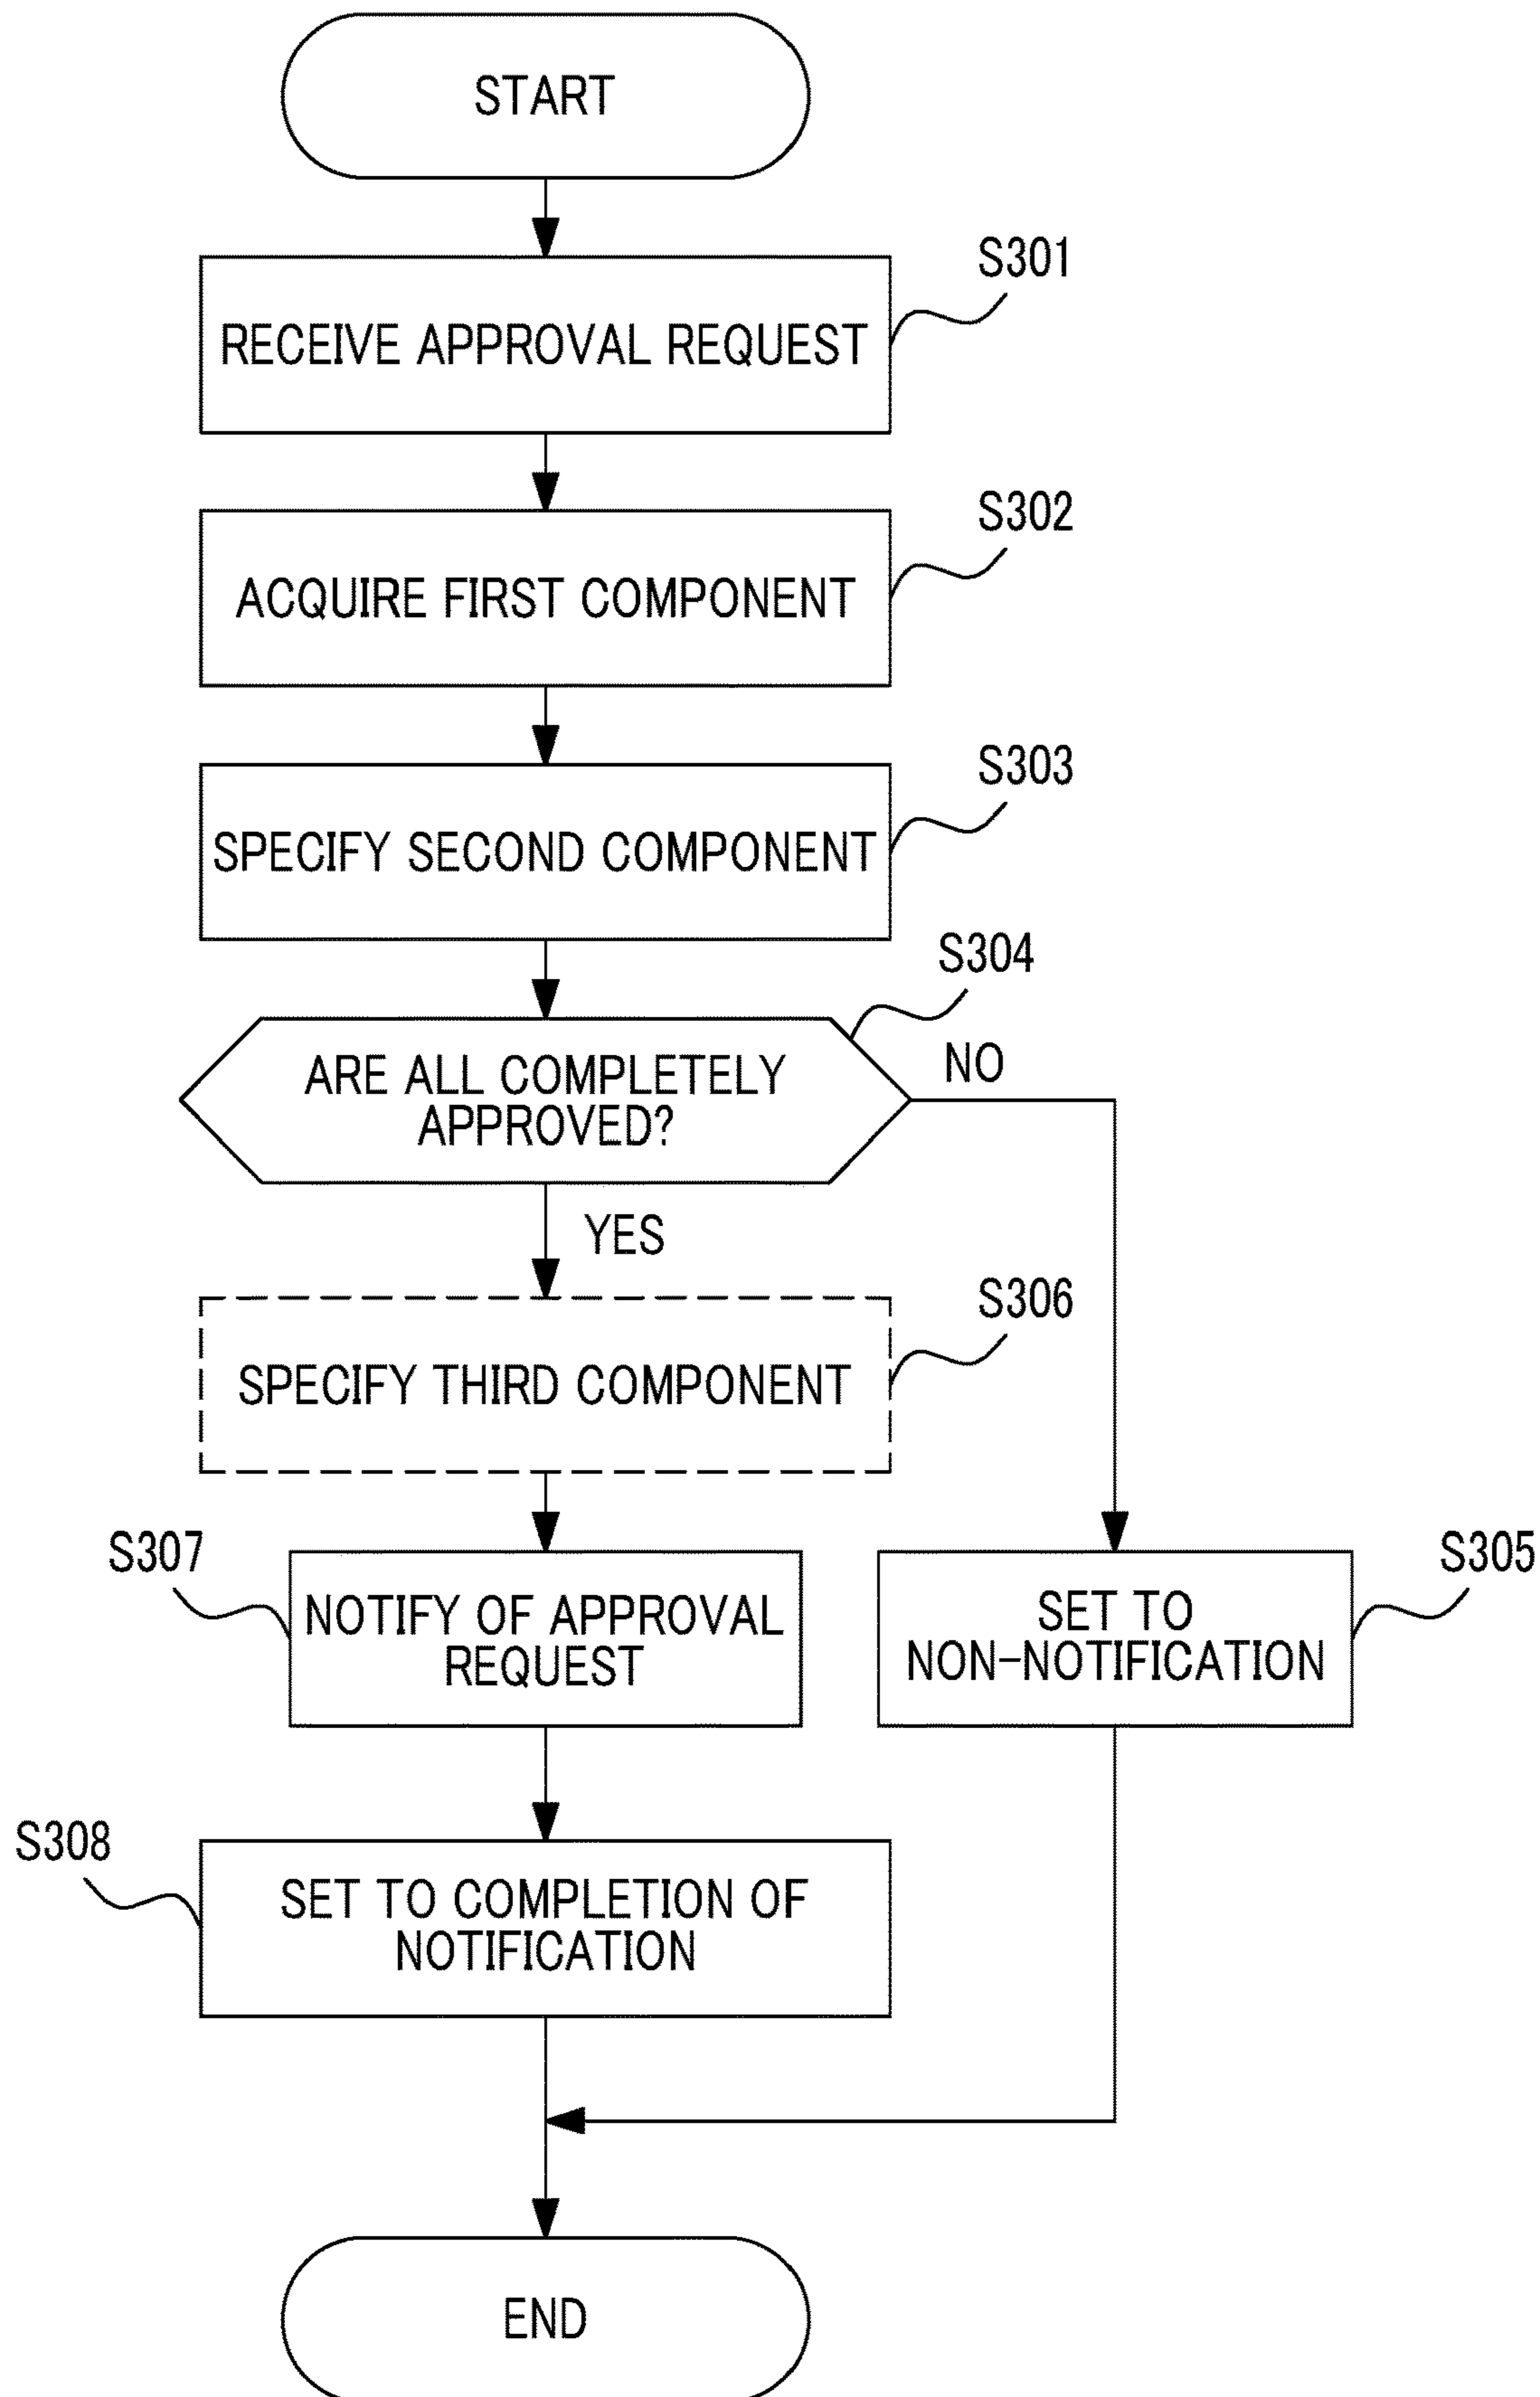 START
S301
RECEIVE APPROVAL REQUEST
S302
ACQUIRE FIRST COMPONENT
S303
SPECIFY SECOND COMPONENT
S304
ARE ALL COMPLETELY
APPROVED?
NO
YES
S306
SPECIFY THIRD COMPONENT
S307
NOTIFY OF APPROVAL
REQUEST
S305
SET TO
NON-NOTIFICATION
S308
SET TO COMPLETION OF
NOTIFICATION
END